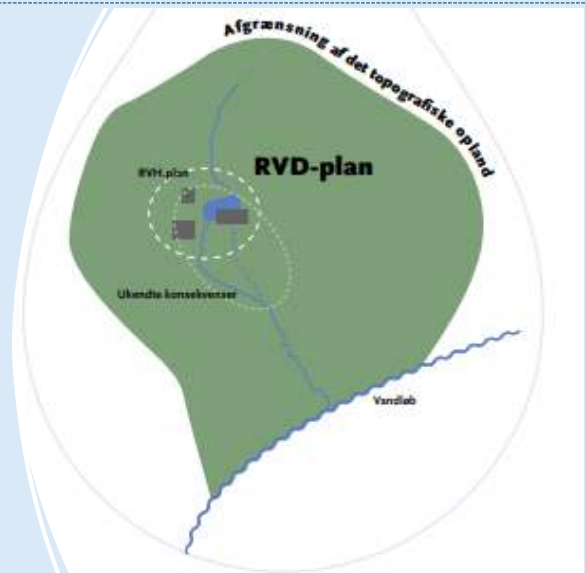 Afgrænsning af det topografiske opland
RVD-plan
RVH-plan
Ukendte konsekvenser
Vandløb